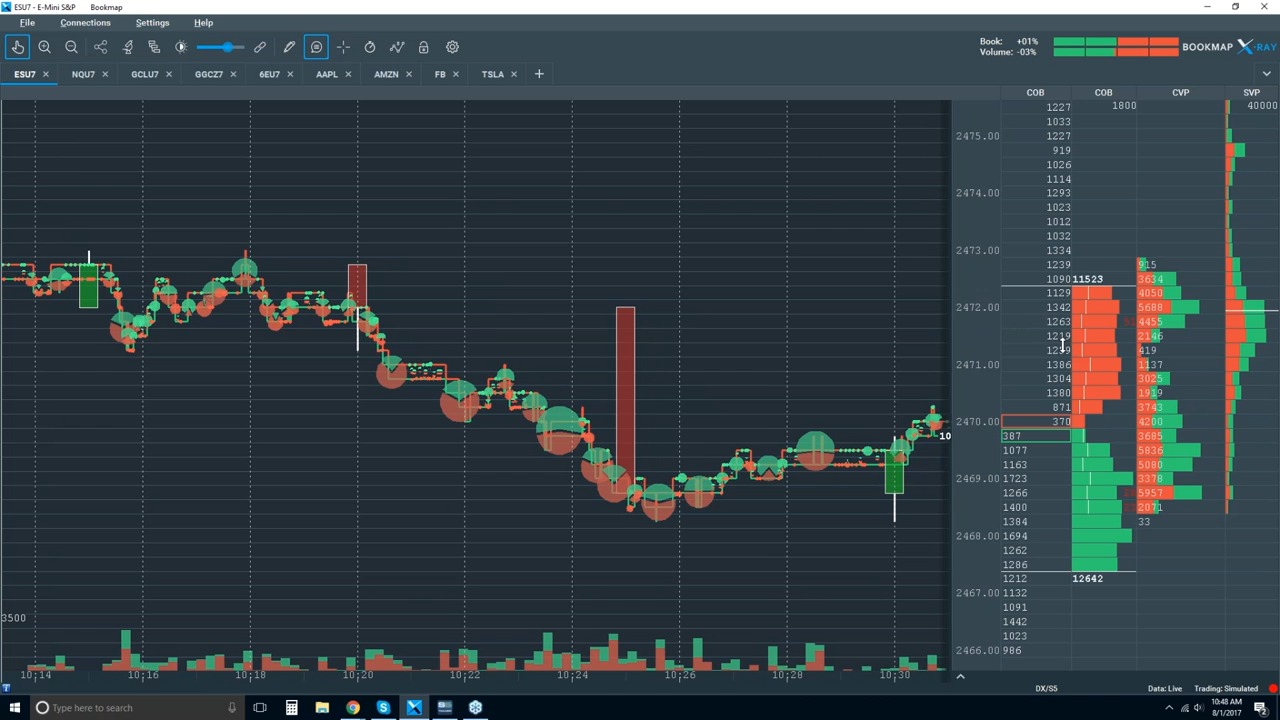 ESU7 - E-Mini S&P Bookmap
File Connections Settings Help
Book: +01%
Volume: -03%
BOOKMAP X-RAY
ESU7 NQU7 GCLU7 GGCZ7 6EU7 AAPL AMZN FB TSLA
COB COB CVP SVP
1227 1800 40000
1033
2475.00 1227
919
1026
1114
2474.00 1293
1023
1012
1032
2473.00 1334
1239 915
1090 11523 3634
1129 4050
2472.00 1342 5688
1263 4455
1219 2146
2471.00 1239 419
1386 1137
1304 3025
1380 1919
871 3743
2470.00 370 4200
10 387 3685
1077 5836
1163 5080
2469.00 1723 3378
1266 5957
1400 2071
1384 33
2468.00 1694
1262
1286
1212 12642
2467.00 1132
1091
3500 1442
1023
2466.00 986
10:14 10:16 10:18 10:20 10:22 10:24 10:26 10:28 10:30
DX/S5 Data: Live Trading: Simulated
Type here to search
10:48 AM
8/1/2017
2